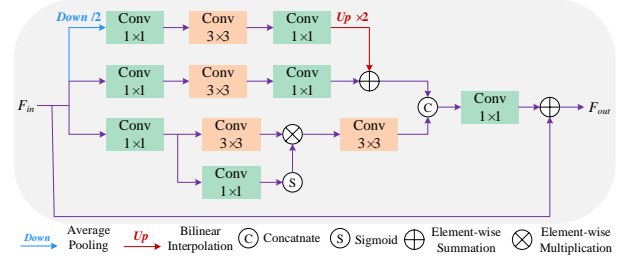 Down /2
Conv
1×1
Conv
3×3
Conv
1×1
Up ×2
Conv
1×1
Conv
3×3
Conv
1×1
F_in
C
Conv
1×1
F_out
Conv
1×1
Conv
3×3
Conv
3×3
Conv
1×1
S
Down
Average
Pooling
Up
Bilinear
Interpolation
C
Concatnate
S
Sigmoid
Element-wise
Summation
Element-wise
Multiplication